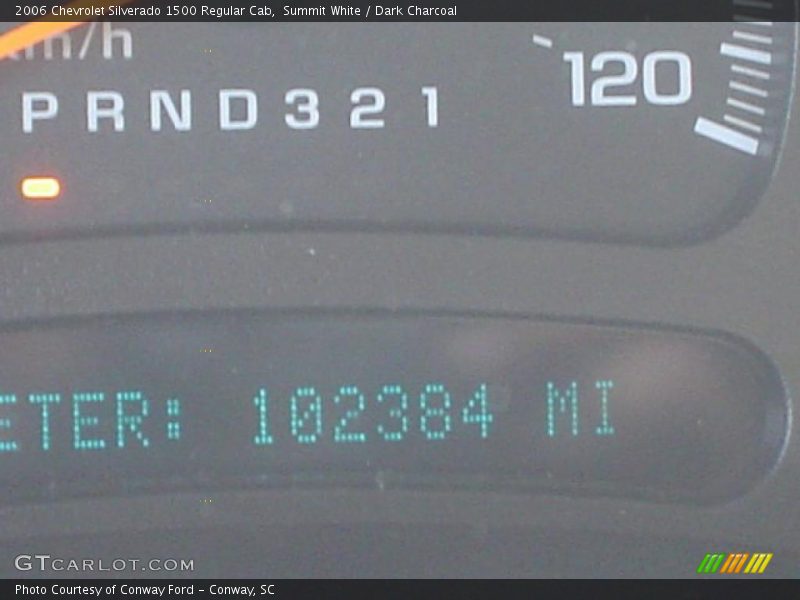 2006 Chevrolet Silverado 1500 Regular Cab, Summit White / Dark Charcoal
km/h
120
P R N D 3 2 1
ETER: 102384 MI
GTCARLOT.COM
Photo Courtesy of Conway Ford - Conway, SC